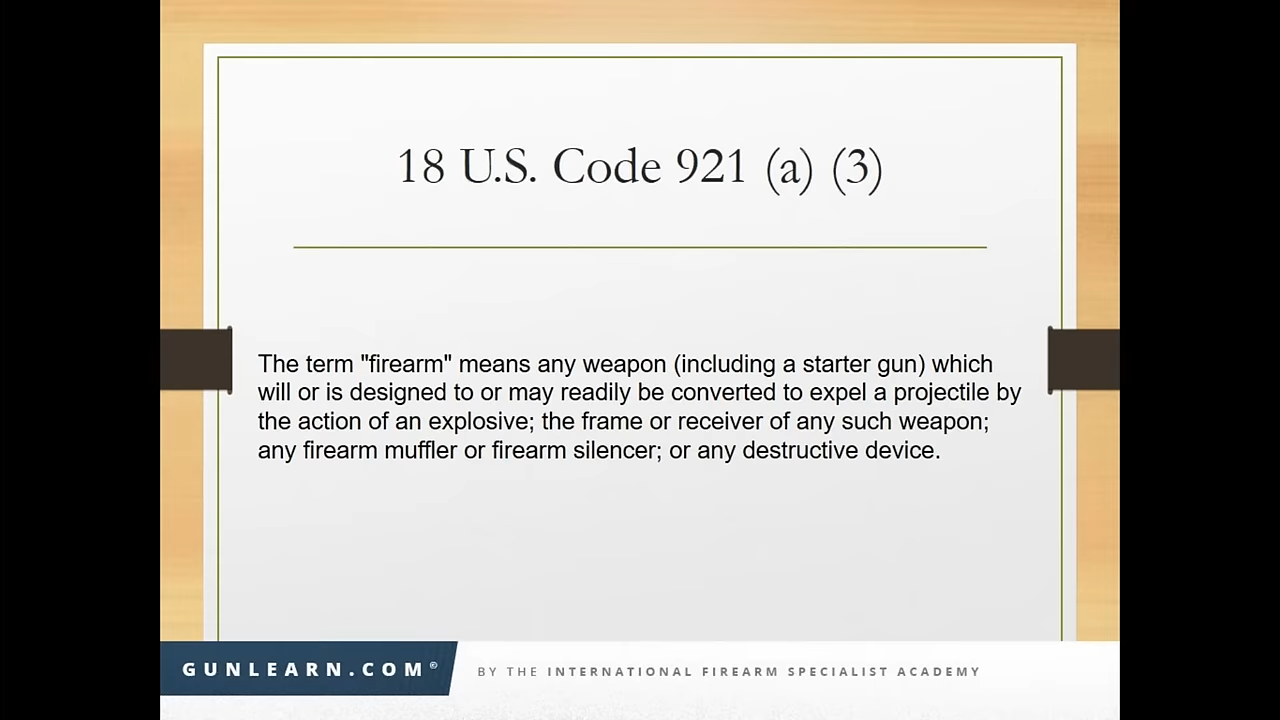 18 U.S. Code 921 (a) (3)
The term "firearm" means any weapon (including a starter gun) which
will or is designed to or may readily be converted to expel a projectile by
the action of an explosive; the frame or receiver of any such weapon;
any firearm muffler or firearm silencer; or any destructive device.
GUNLEARN.COM© BY THE INTERNATIONAL FIREARM SPECIALIST ACADEMY